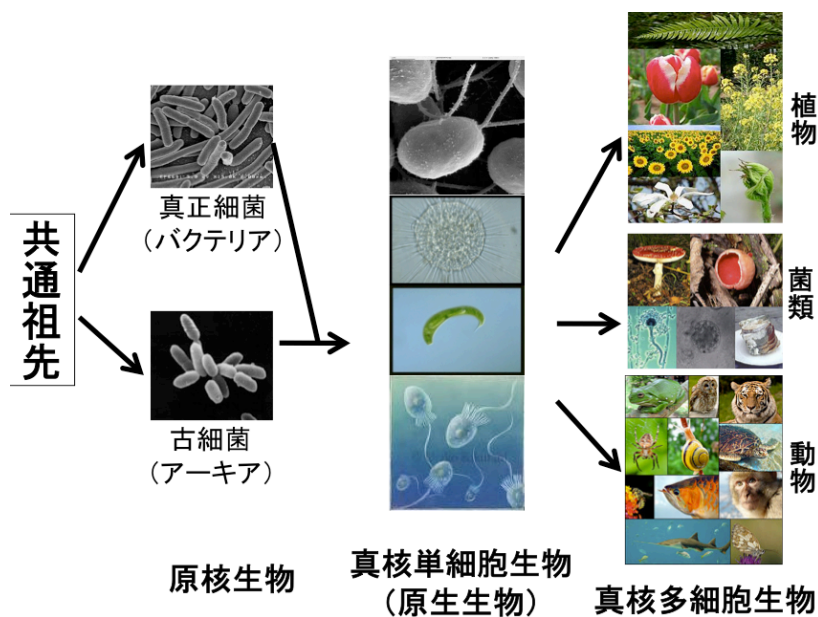 共通祖先
真正細菌
（バクテリア）
古細菌
（アーキア）
原核生物
真核単細胞生物
（原生生物）
植物
菌類
動物
真核多細胞生物